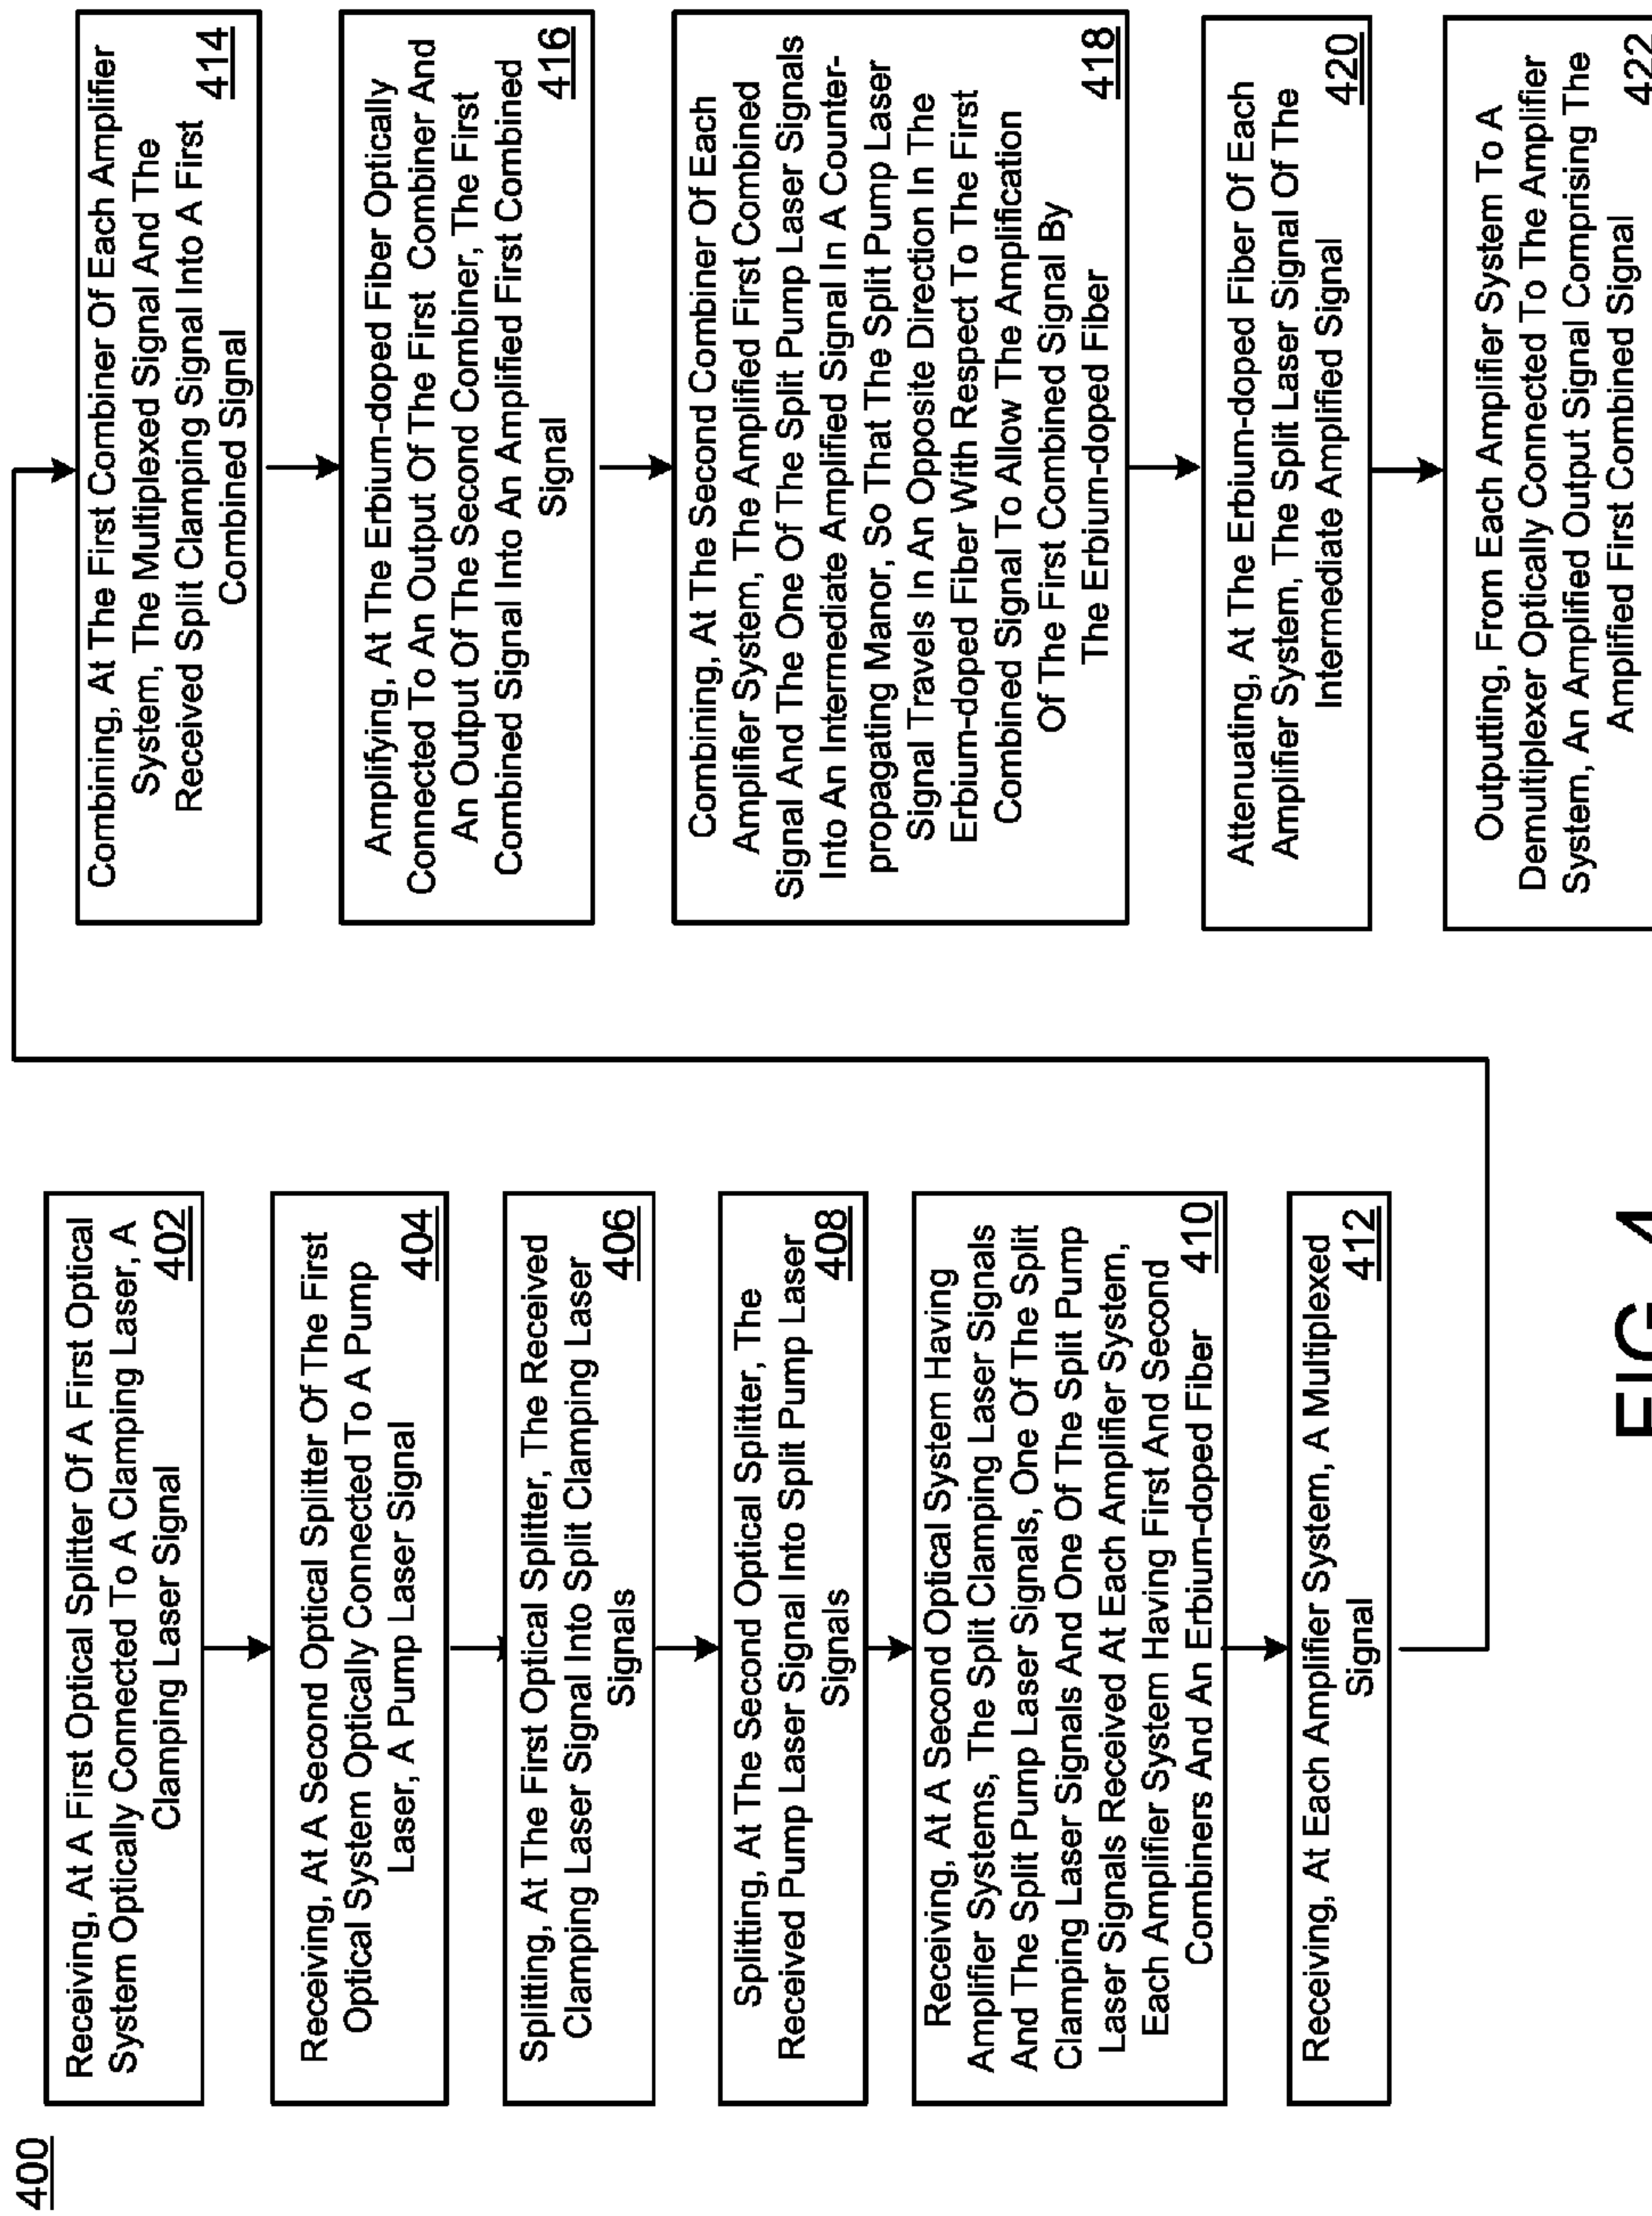 400
Receiving, At A First Optical Splitter Of A First Optical
System Optically Connected To A Clamping Laser, A
Clamping Laser Signal
402
Receiving, At A Second Optical Splitter Of The First
Optical System Optically Connected To A Pump
Laser, A Pump Laser Signal
404
Splitting, At The First Optical Splitter, The Received
Clamping Laser Signal Into Split Clamping Laser
Signals
406
Splitting, At The Second Optical Splitter, The
Received Pump Laser Signal Into Split Pump Laser
Signals
408
Receiving, At A Second Optical System Having
Amplifier Systems, The Split Clamping Laser Signals
And The Split Pump Laser Signals, One Of The Split
Clamping Laser Signals And One Of The Split Pump
Laser Signals Received At Each Amplifier System,
Each Amplifier System Having First And Second
Combiners And An Erbium-doped Fiber
410
Receiving, At Each Amplifier System, A Multiplexed
Signal
412
Combining, At The First Combiner Of Each Amplifier
System, The Multiplexed Signal And The
Received Split Clamping Signal Into A First
Combined Signal
414
Amplifying, At The Erbium-doped Fiber Optically
Connected To An Output Of The First Combiner And
An Output Of The Second Combiner, The First
Combined Signal Into An Amplified First Combined
Signal
416
Combining, At The Second Combiner Of Each
Amplifier System, The Amplified First Combined
Signal And The One Of The Split Pump Laser Signals
Into An Intermediate Amplified Signal In A Counter-
propagating Manor, So That The Split Pump Laser
Signal Travels In An Opposite Direction In The
Erbium-doped Fiber With Respect To The First
Combined Signal To Allow The Amplification
Of The First Combined Signal By
The Erbium-doped Fiber
418
Attenuating, At The Erbium-doped Fiber Of Each
Amplifier System, The Split Laser Signal Of The
Intermediate Amplified Signal
420
Outputting, From Each Amplifier System To A
Demultiplexer Optically Connected To The Amplifier
System, An Amplified Output Signal Comprising The
Amplified First Combined Signal
422
FIG. 4